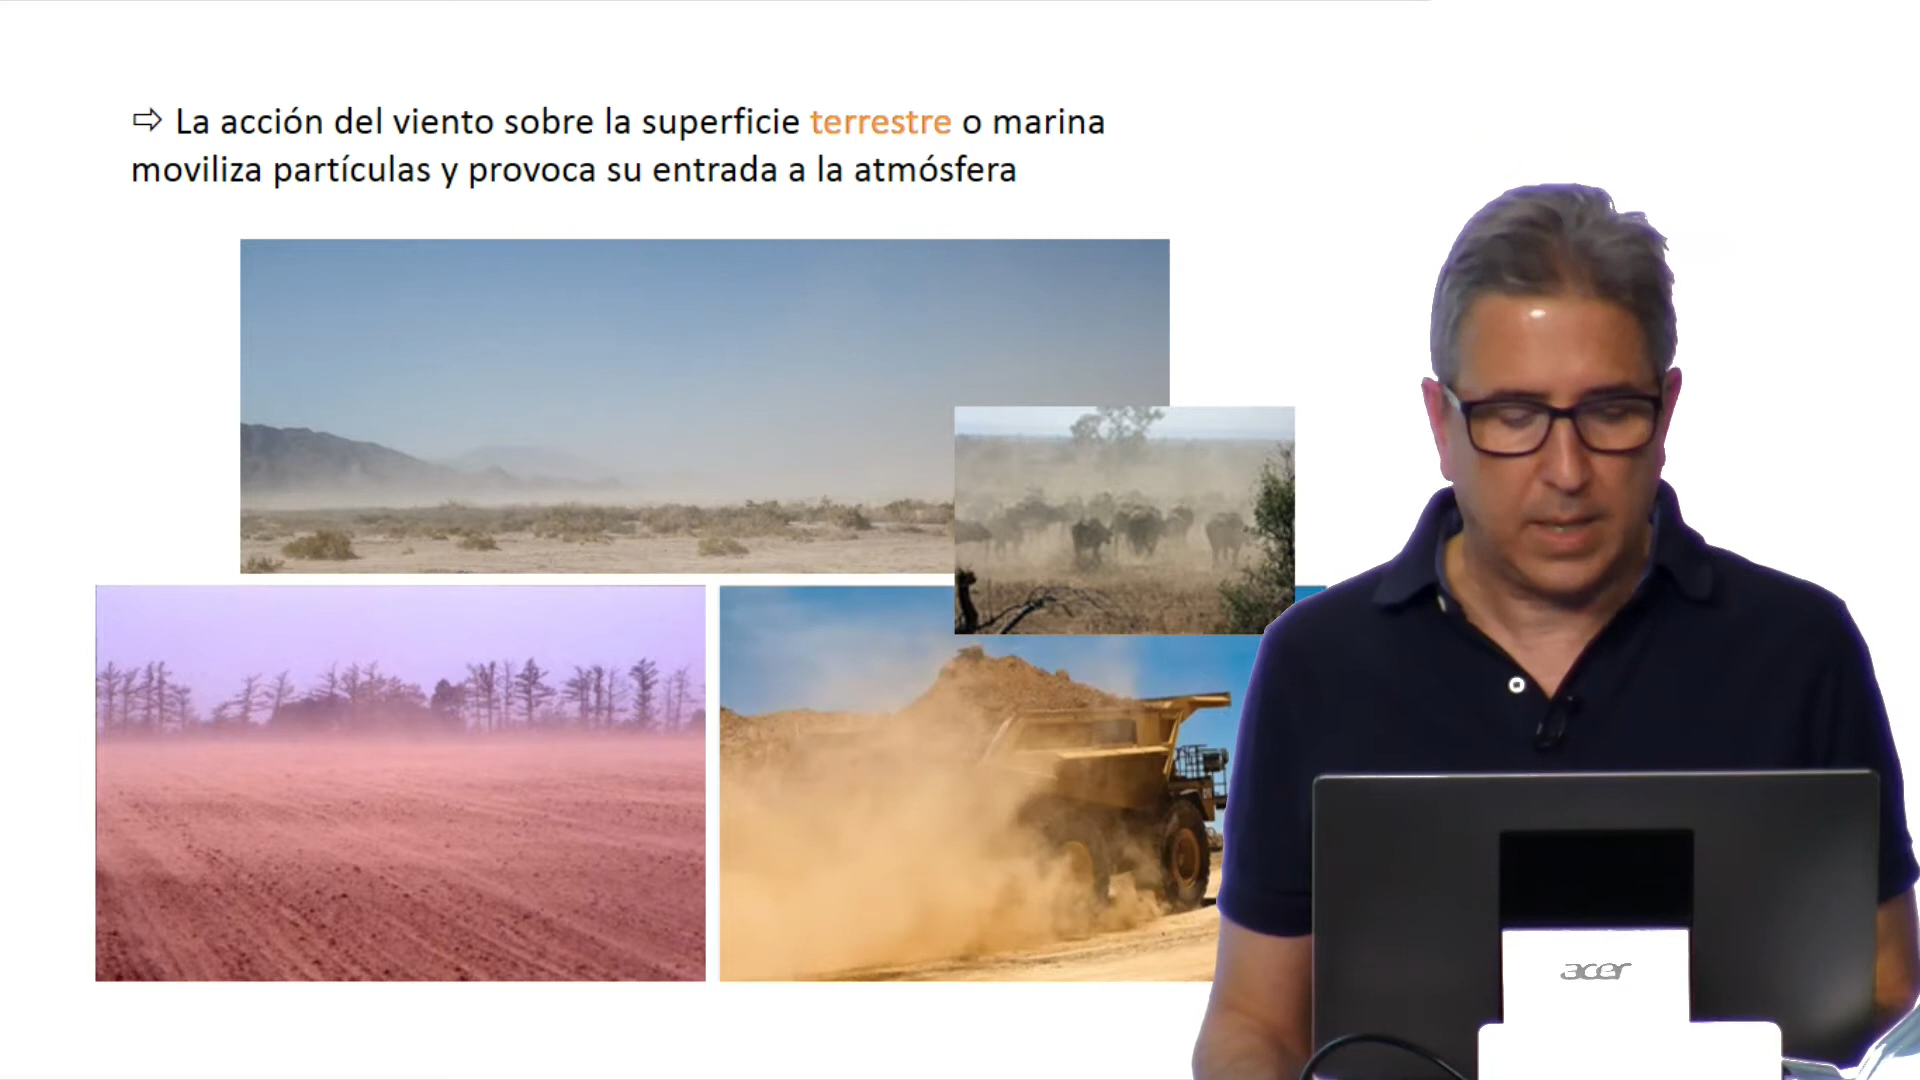 ⇨ La acción del viento sobre la superficie terrestre o marina
moviliza partículas y provoca su entrada a la atmósfera
acer